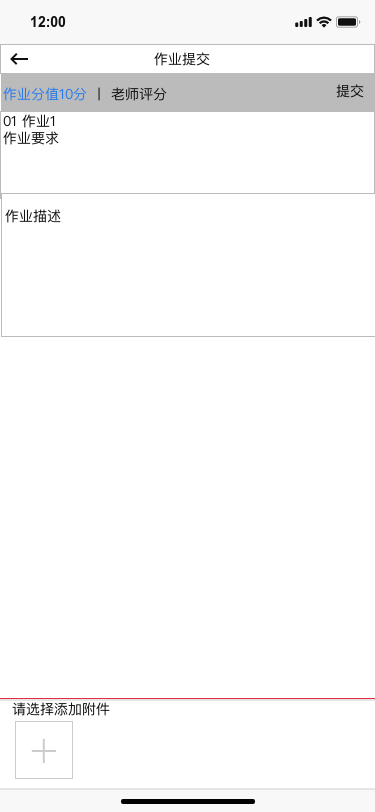 12:00
作业提交
作业分值10分 | 老师评分 提交
01 作业1
作业要求
作业描述
请选择添加附件